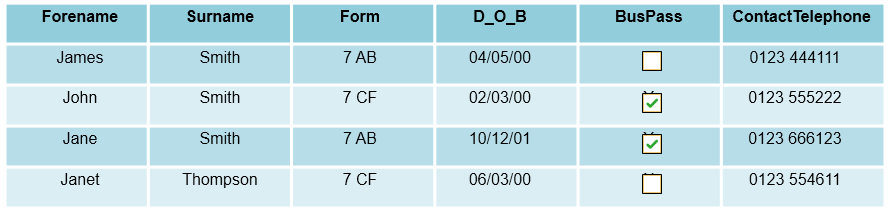 Forename Surname Form D_O_B BusPass ContactTelephone
James Smith 7 AB 04/05/00 0123 444111
John Smith 7 CF 02/03/00 0123 555222
Jane Smith 7 AB 10/12/01 0123 666123
Janet Thompson 7 CF 06/03/00 0123 554611